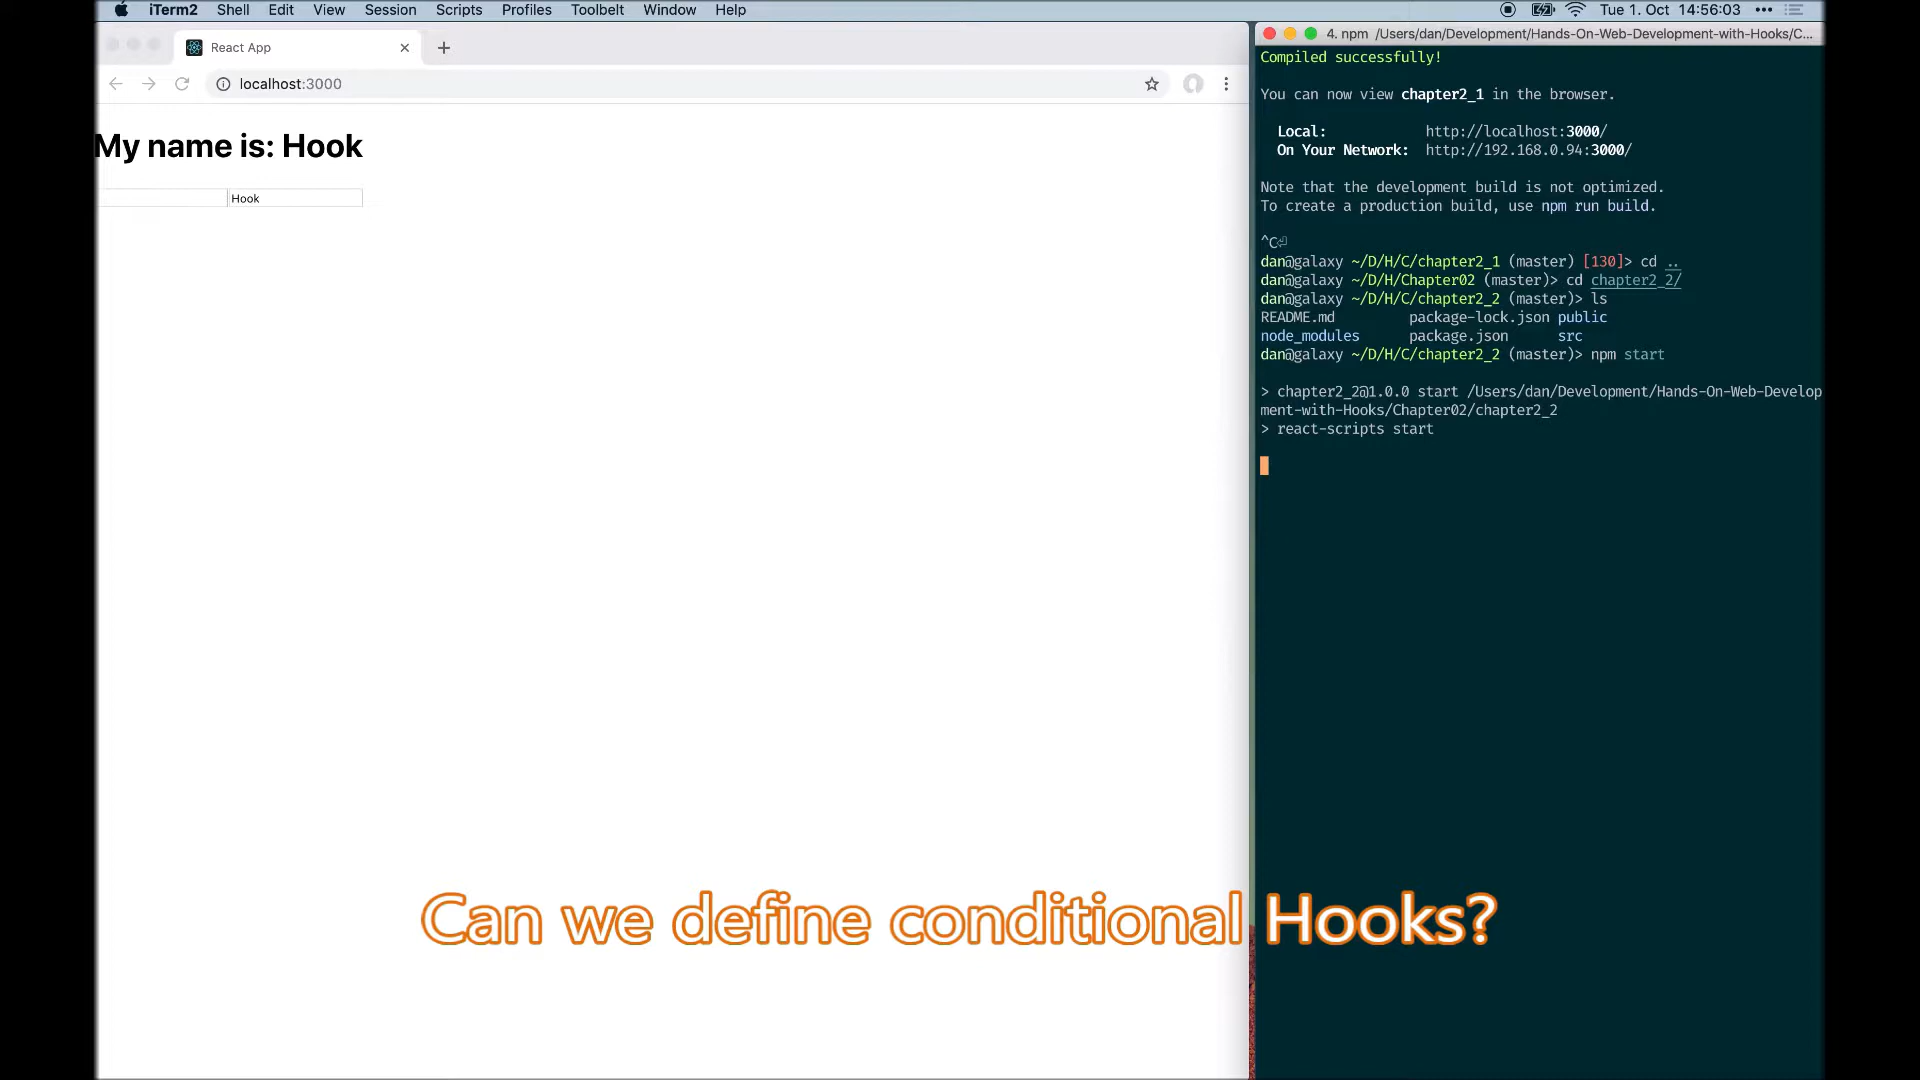 iTerm2 Shell Edit View Session Scripts Profiles Toolbelt Window Help
Tue 1. Oct 14:56:03
React App
localhost:3000
My name is: Hook
Hook
4. npm /Users/dan/Development/Hands-On-Web-Development-with-Hooks/C...
Compiled successfully!
You can now view chapter2_1 in the browser.
Local: http://localhost:3000/
On Your Network: http://192.168.0.94:3000/
Note that the development build is not optimized.
To create a production build, use npm run build.
^C⏎
dan@galaxy ~/D/H/C/chapter2_1 (master) [130]> cd ..
dan@galaxy ~/D/H/Chapter02 (master)> cd chapter2_2/
dan@galaxy ~/D/H/C/chapter2_2 (master)> ls
README.md package-lock.json public
node_modules package.json src
dan@galaxy ~/D/H/C/chapter2_2 (master)> npm start
> chapter2_2@1.0.0 start /Users/dan/Development/Hands-On-Web-Develop
ment-with-Hooks/Chapter02/chapter2_2
> react-scripts start
Can we define conditional Hooks?